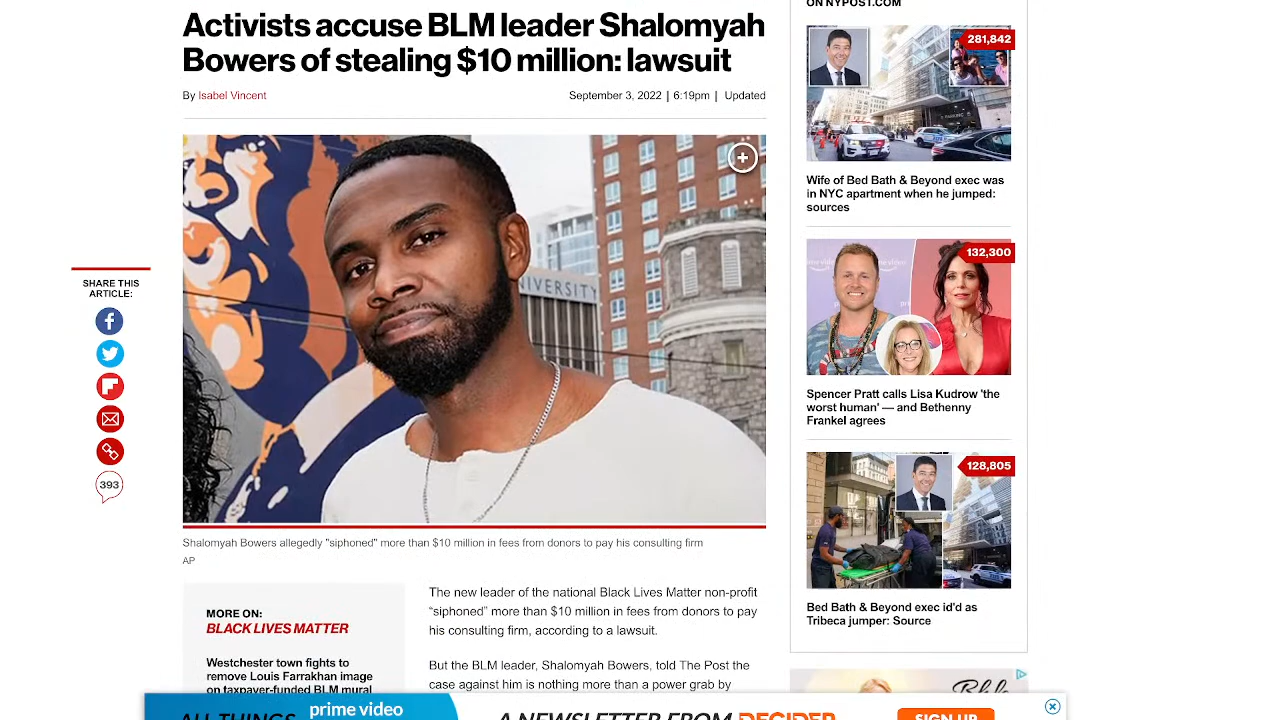 ON NYPOST.COM
Activists accuse BLM leader Shalomyah
Bowers of stealing $10 million: lawsuit
By Isabel Vincent
September 3, 2022 | 6:19pm | Updated
281,842
UNIVERSITY
Wife of Bed Bath & Beyond exec was
in NYC apartment when he jumped:
sources
132,300
SHARE THIS
ARTICLE:
393
Spencer Pratt calls Lisa Kudrow 'the
worst human' — and Bethenny
Frankel agrees
128,805
Shalomyah Bowers allegedly "siphoned" more than $10 million in fees from donors to pay his consulting firm
AP
Bed Bath & Beyond exec id'd as
Tribeca jumper: Source
MORE ON:
BLACK LIVES MATTER
Westchester town fights to
remove Louis Farrakhan image
on taxpayer-funded BLM mural
The new leader of the national Black Lives Matter non-profit
“siphoned” more than $10 million in fees from donors to pay
his consulting firm, according to a lawsuit.
But the BLM leader, Shalomyah Bowers, told The Post the
case against him is nothing more than a power grab by
ALL THINGS prime video
A NEWSLETTER FROM DECIDER
SIGN UP